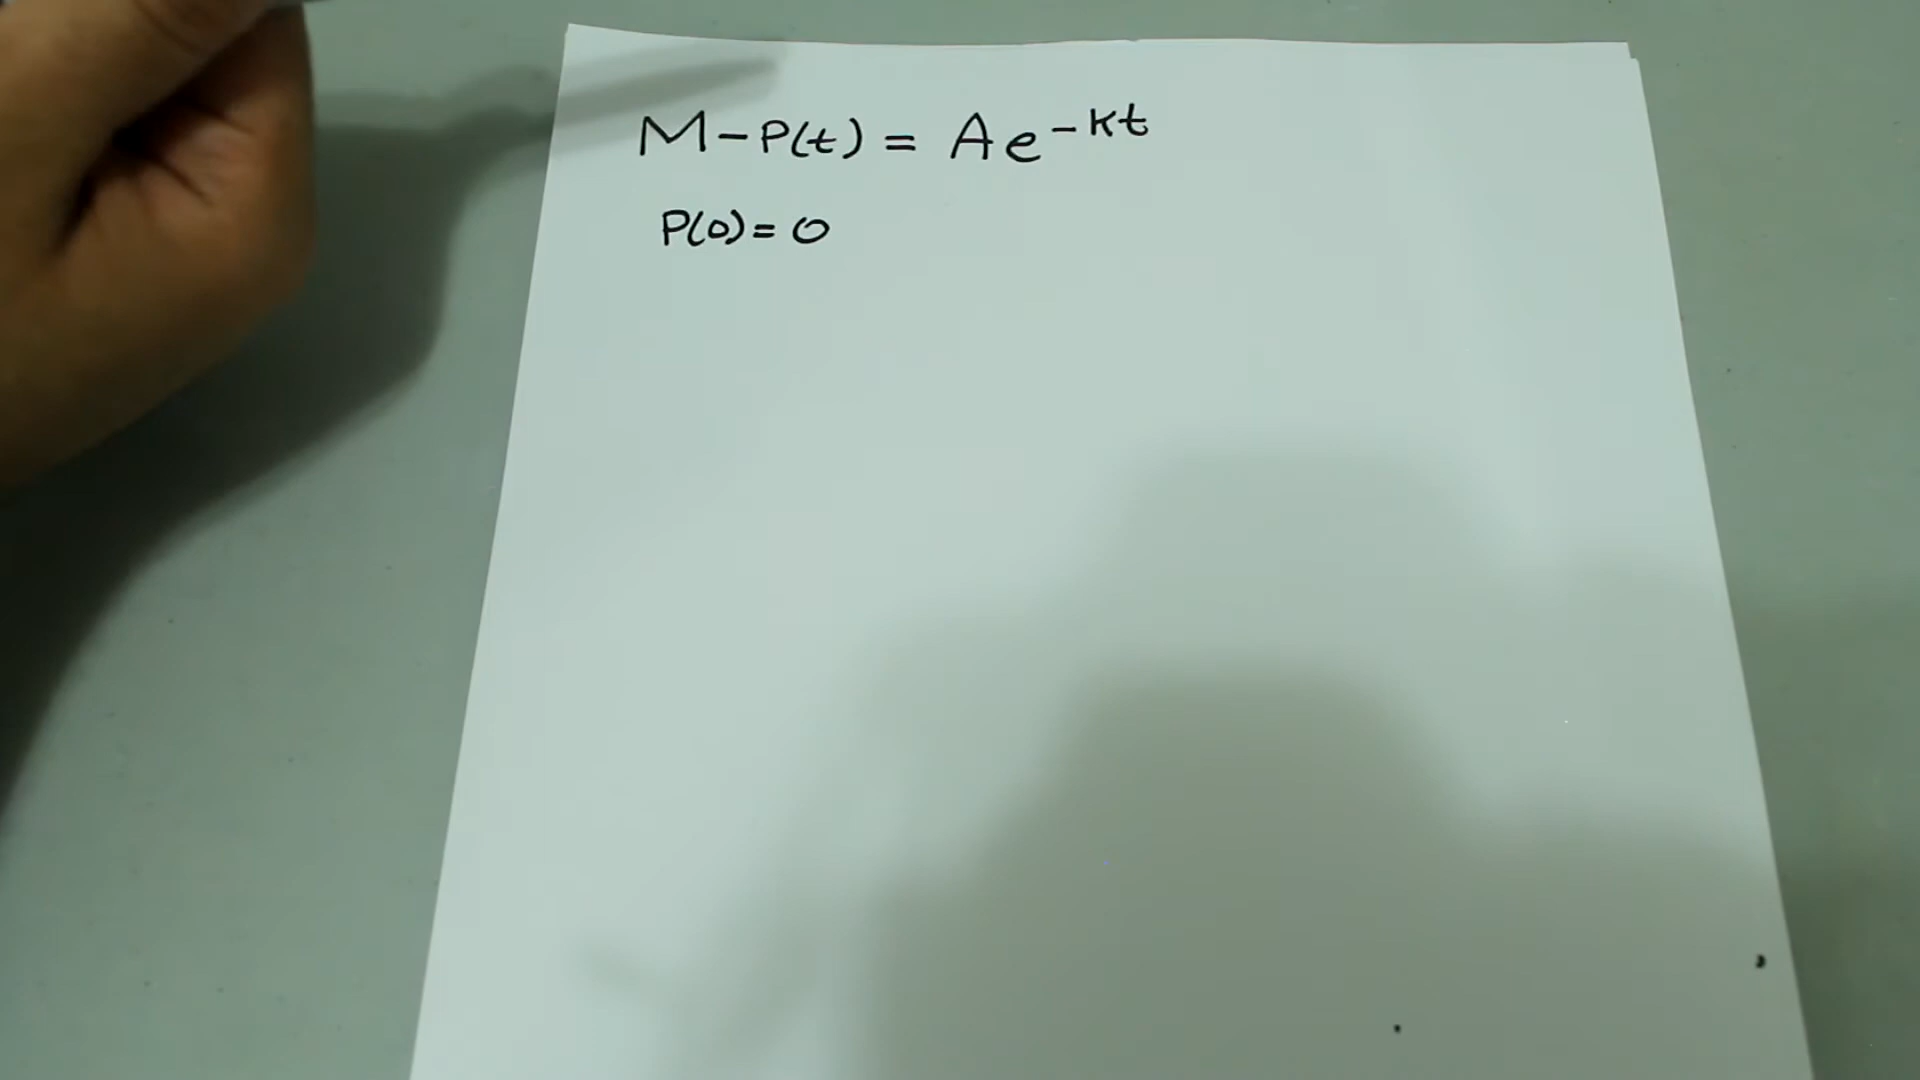 M-P(t) = Ae^{-kt}
P(0) = 0